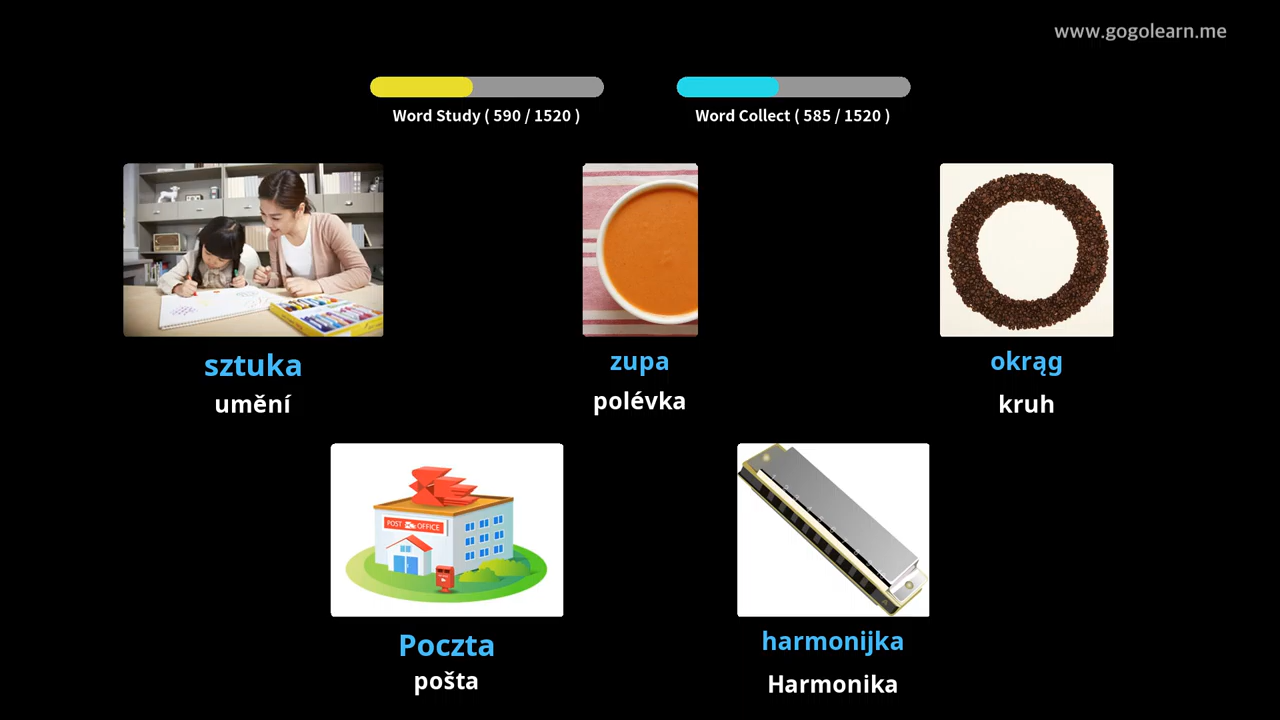 www.gogolearn.me
Word Study ( 590 / 1520 )
Word Collect ( 585 / 1520 )
sztuka
umění
zupa
polévka
okrąg
kruh
POST OFFICE
Poczta
pošta
harmonijka
Harmonika